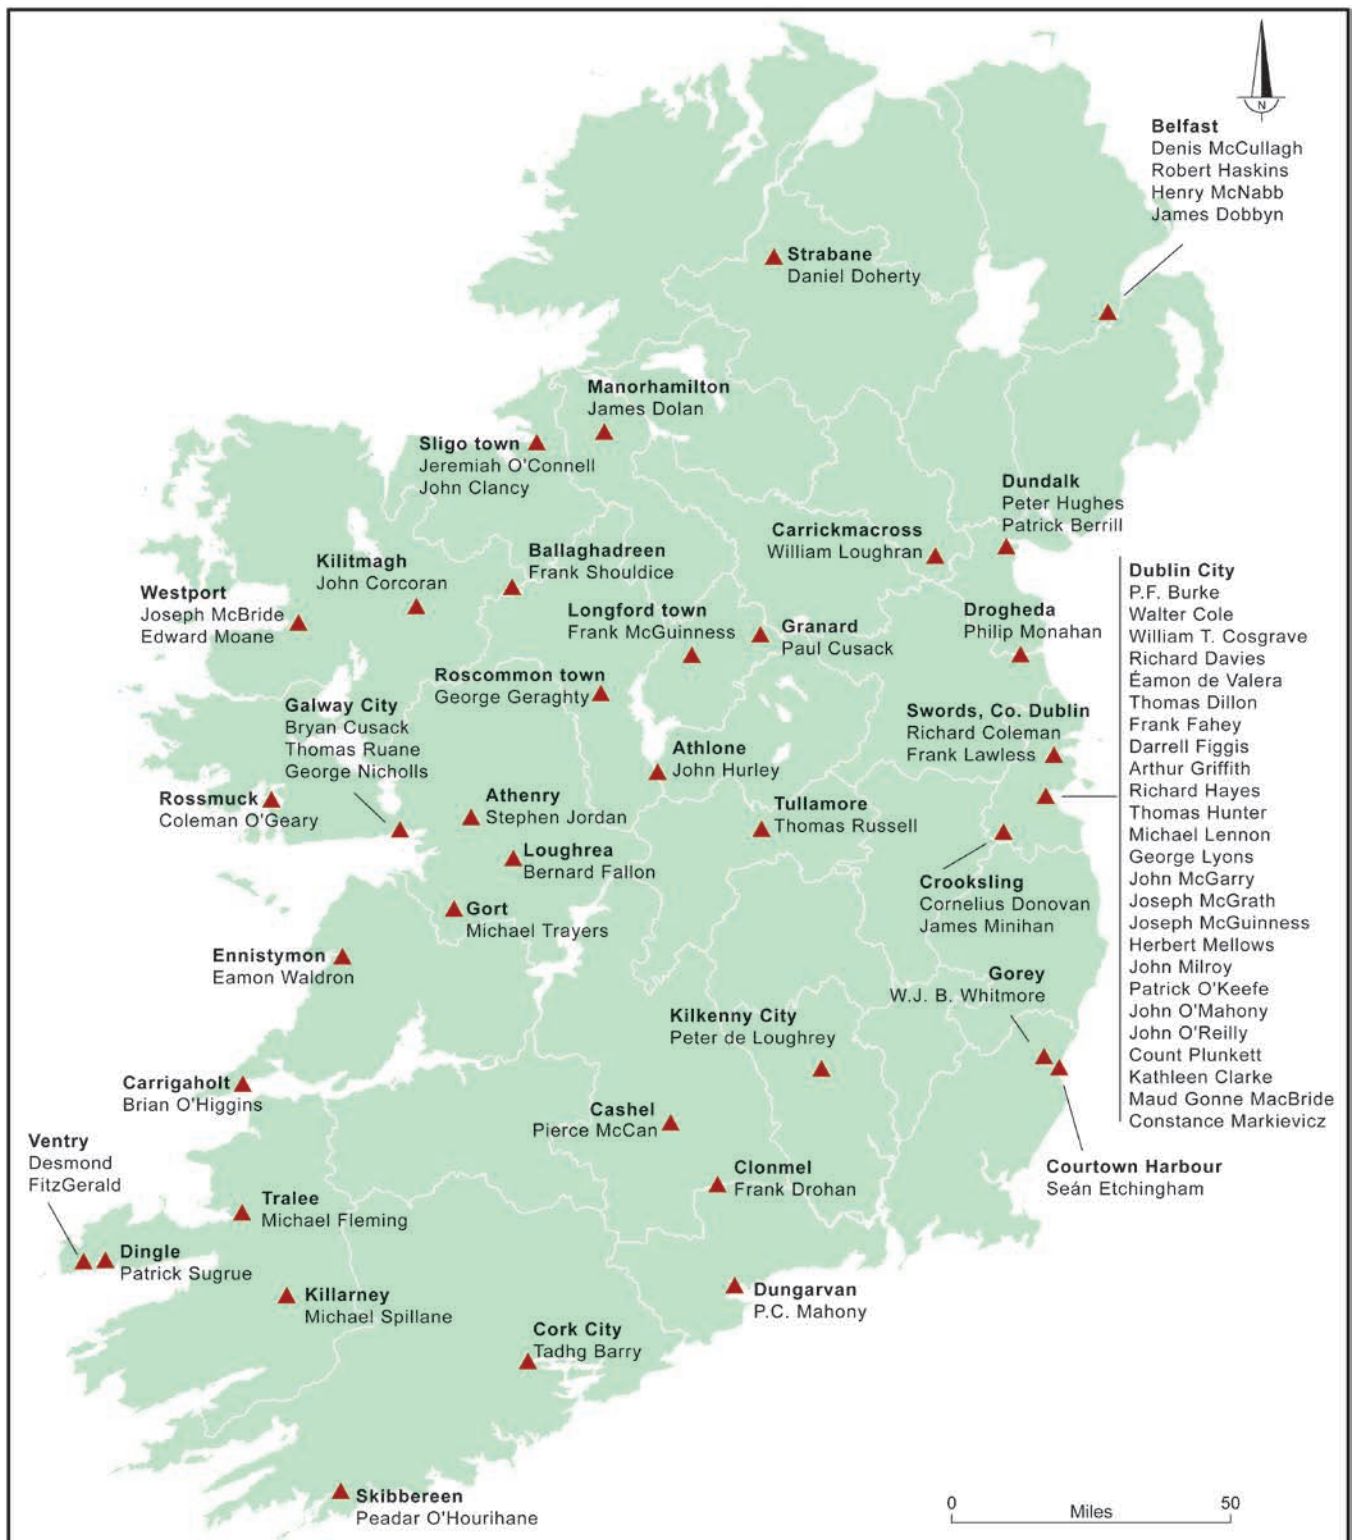 N
Belfast
Denis McCullagh
Robert Haskins
Henry McNabb
James Dobbyn
Strabane
Daniel Doherty
Manorhamilton
James Dolan
Sligo town
Jeremiah O'Connell
John Clancy
Dundalk
Peter Hughes
Patrick Berrill
Carrickmacross
William Loughran
Ballaghadreen
Frank Shouldice
Kilitmagh
John Corcoran
Westport
Joseph McBride
Edward Moane
Longford town
Frank McGuinness
Granard
Paul Cusack
Drogheda
Philip Monahan
Roscommon town
George Geraghty
Galway City
Bryan Cusack
Thomas Ruane
George Nicholls
Swords, Co. Dublin
Richard Coleman
Frank Lawless
Athlone
John Hurley
Rossmuck
Coleman O'Geary
Athenry
Stephen Jordan
Tullamore
Thomas Russell
Loughrea
Bernard Fallon
Crooksling
Cornelius Donovan
James Minihan
Gort
Michael Trayers
Ennistymon
Eamon Waldron
Gorey
W.J. B. Whitmore
Kilkenny City
Peter de Loughrey
Dublin City
P.F. Burke
Walter Cole
William T. Cosgrave
Richard Davies
Éamon de Valera
Thomas Dillon
Frank Fahey
Darrell Figgis
Arthur Griffith
Richard Hayes
Thomas Hunter
Michael Lennon
George Lyons
John McGarry
Joseph McGrath
Joseph McGuinness
Herbert Mellows
John Milroy
Patrick O'Keefe
John O'Mahony
John O'Reilly
Count Plunkett
Kathleen Clarke
Maud Gonne MacBride
Constance Markievicz
Carrigaholt
Brian O'Higgins
Cashel
Pierce McCan
Ventry
Desmond
FitzGerald
Clonmel
Frank Drohan
Courtown Harbour
Seán Etchingham
Tralee
Michael Fleming
Dingle
Patrick Sugrue
Killarney
Michael Spillane
Dungarvan
P.C. Mahony
Cork City
Tadhg Barry
Skibbereen
Peadar O'Hourihane
0 50
Miles